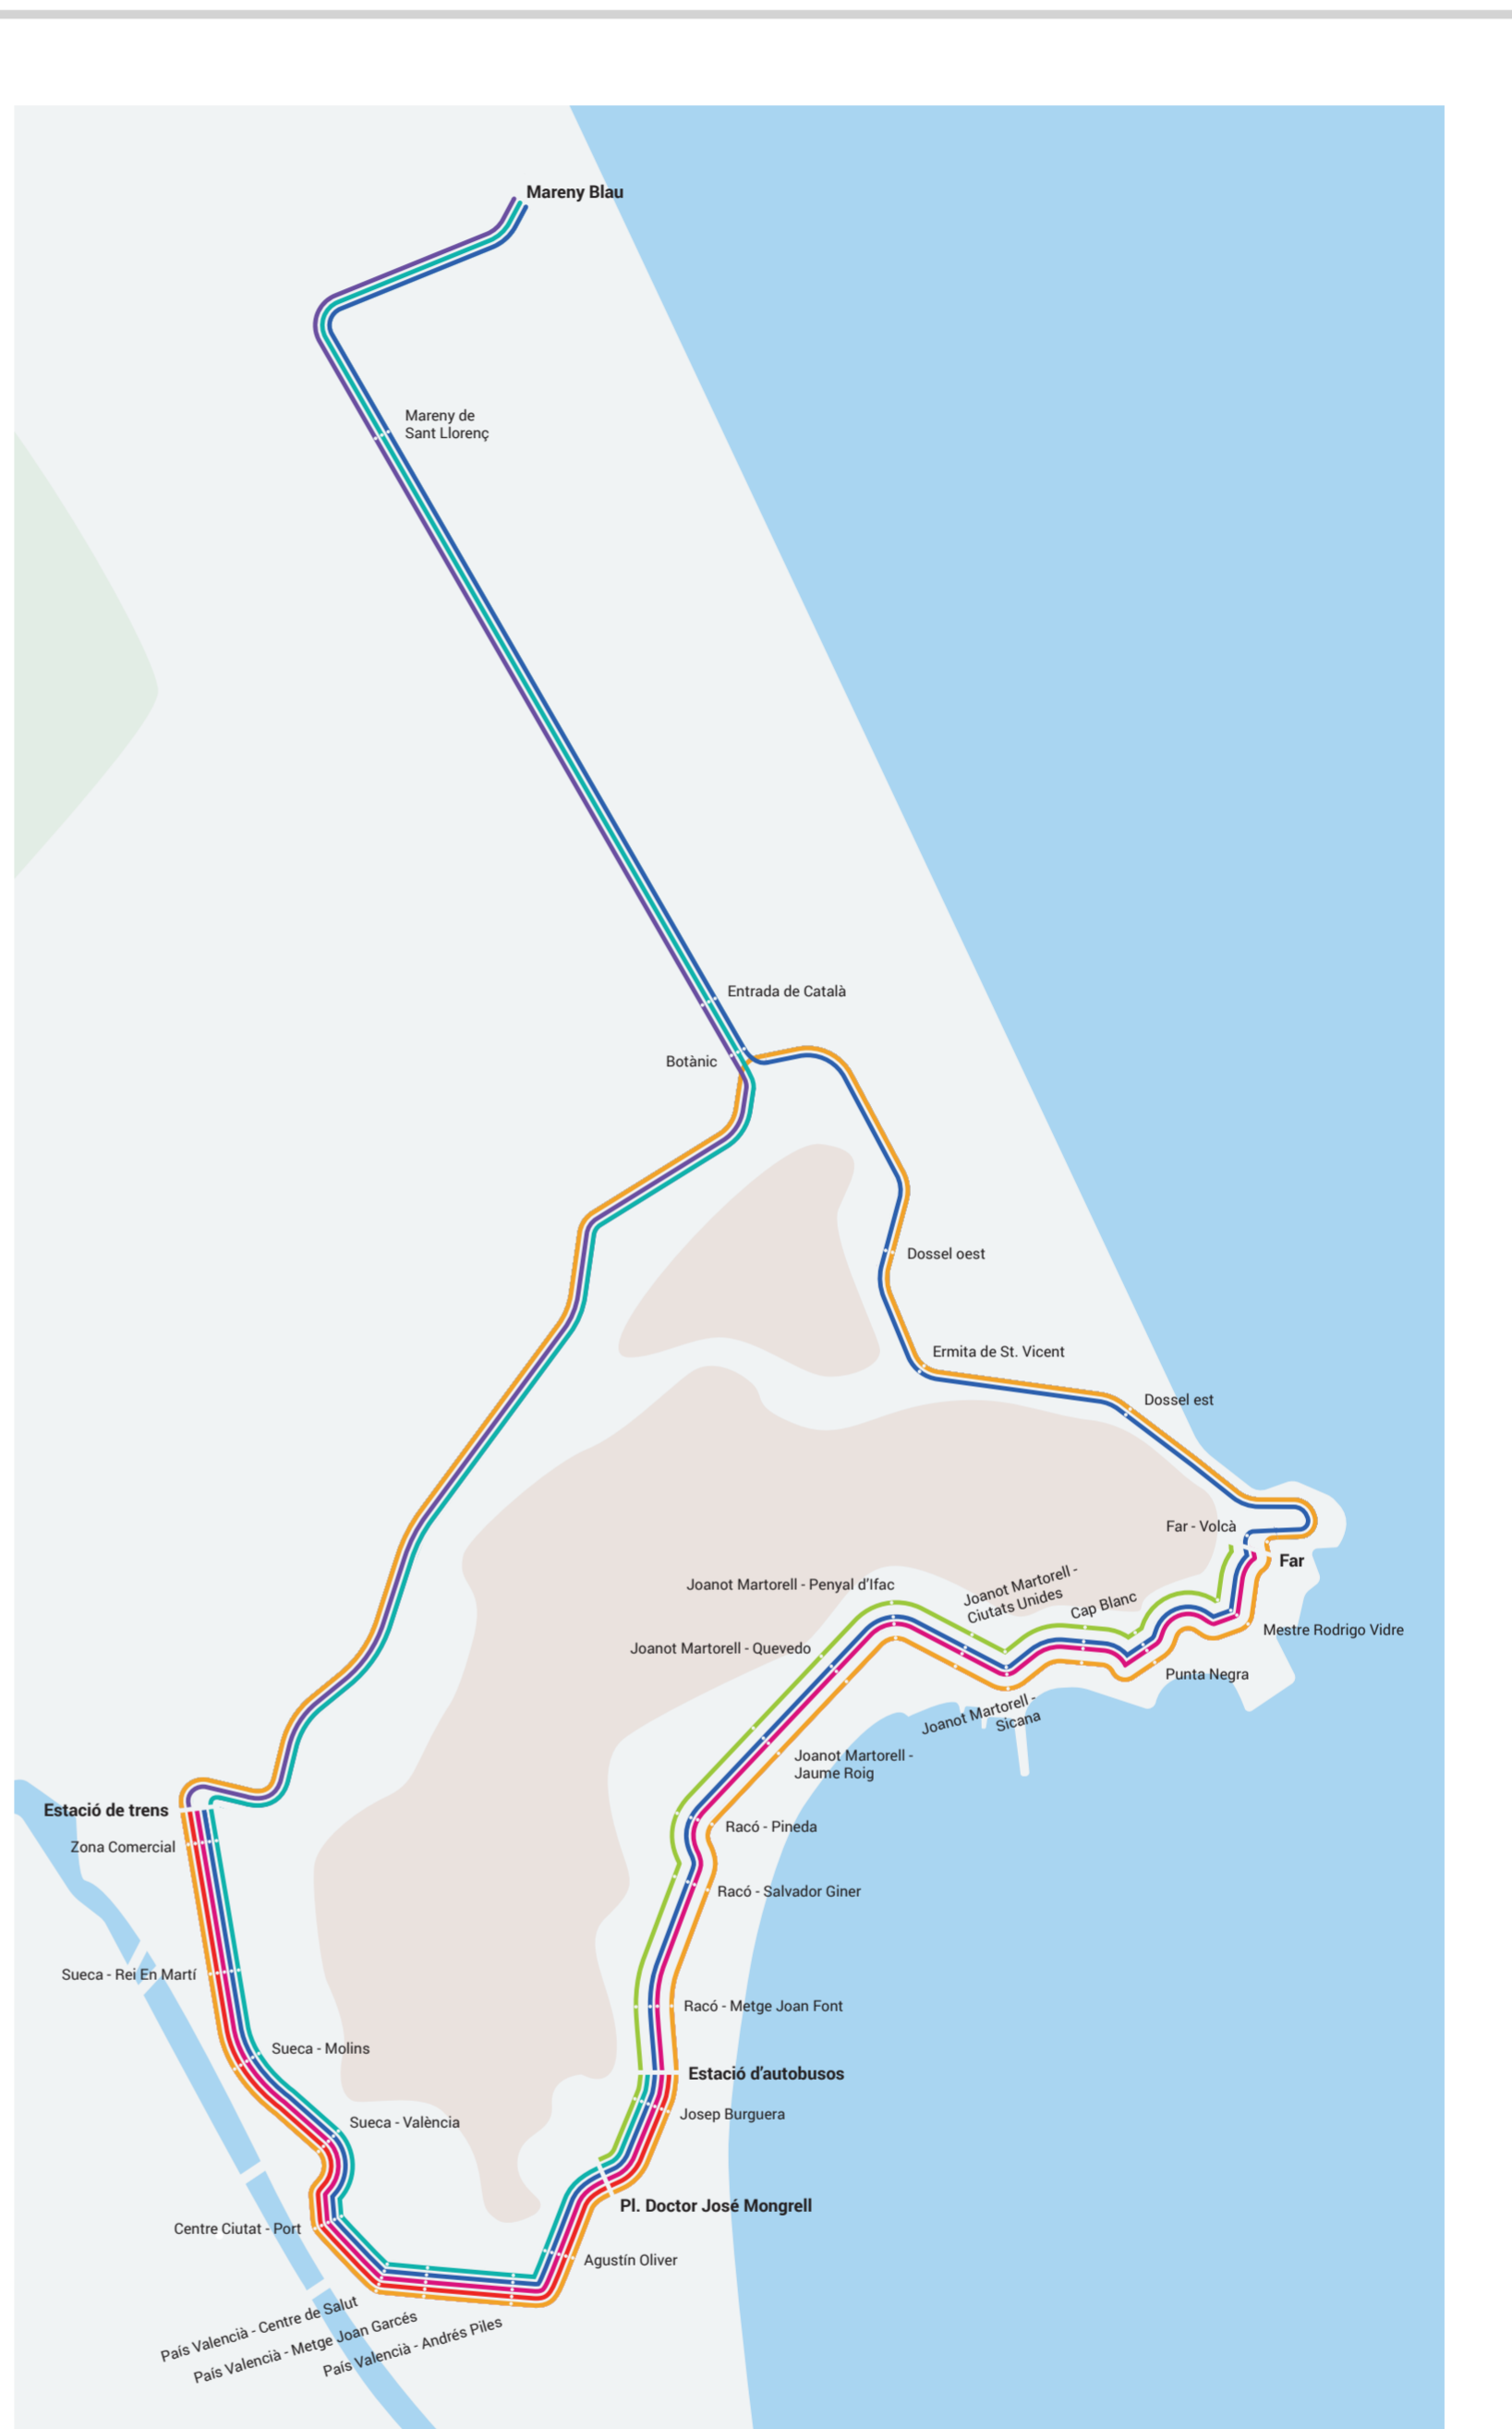 Mareny Blau
Mareny de
Sant Llorenç
Entrada de Català
Botànic
Dossel oest
Ermita de St. Vicent
Dossel est
Far - Volcà
Far
Joanot Martorell - Penyal d'Ifac
Joanot Martorell -
Ciutats Unides
Cap Blanc
Mestre Rodrigo Vidre
Joanot Martorell - Quevedo
Punta Negra
Joanot Martorell -
Sicana
Joanot Martorell -
Jaume Roig
Estació de trens
Racó - Pineda
Zona Comercial
Racó - Salvador Giner
Sueca - Rei En Martí
Racó - Metge Joan Font
Sueca - Molins
Estació d'autobusos
Josep Burguera
Sueca - València
Pl. Doctor José Mongrell
Centre Ciutat - Port
Agustín Oliver
País Valencià - Centre de Salut
País Valencià - Metge Joan Garcés
País Valencià - Andrés Piles